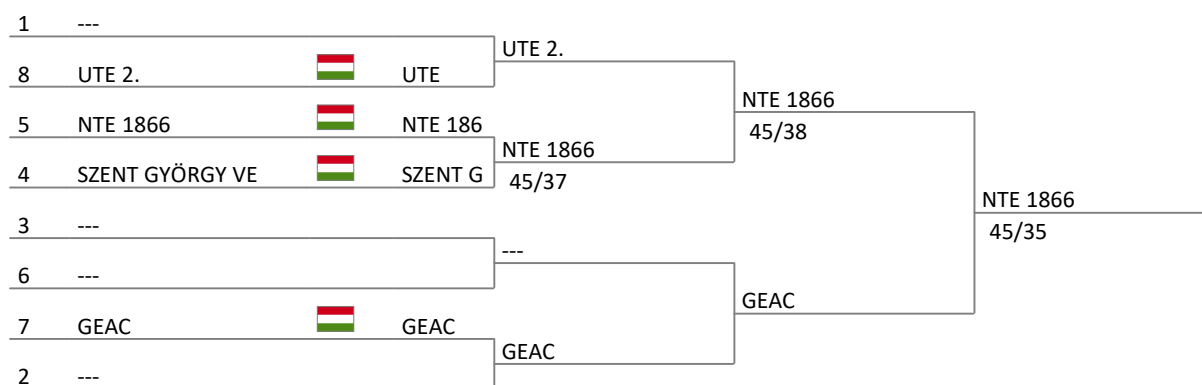 1 ---
UTE 2.
8 UTE 2. UTE
NTE 1866
5 NTE 1866 NTE 186
45/38
NTE 1866
4 SZENT GYÖRGY VE SZENT G
45/37
NTE 1866
3 ---
45/35
---
6 ---
GEAC
7 GEAC GEAC
GEAC
2 ---